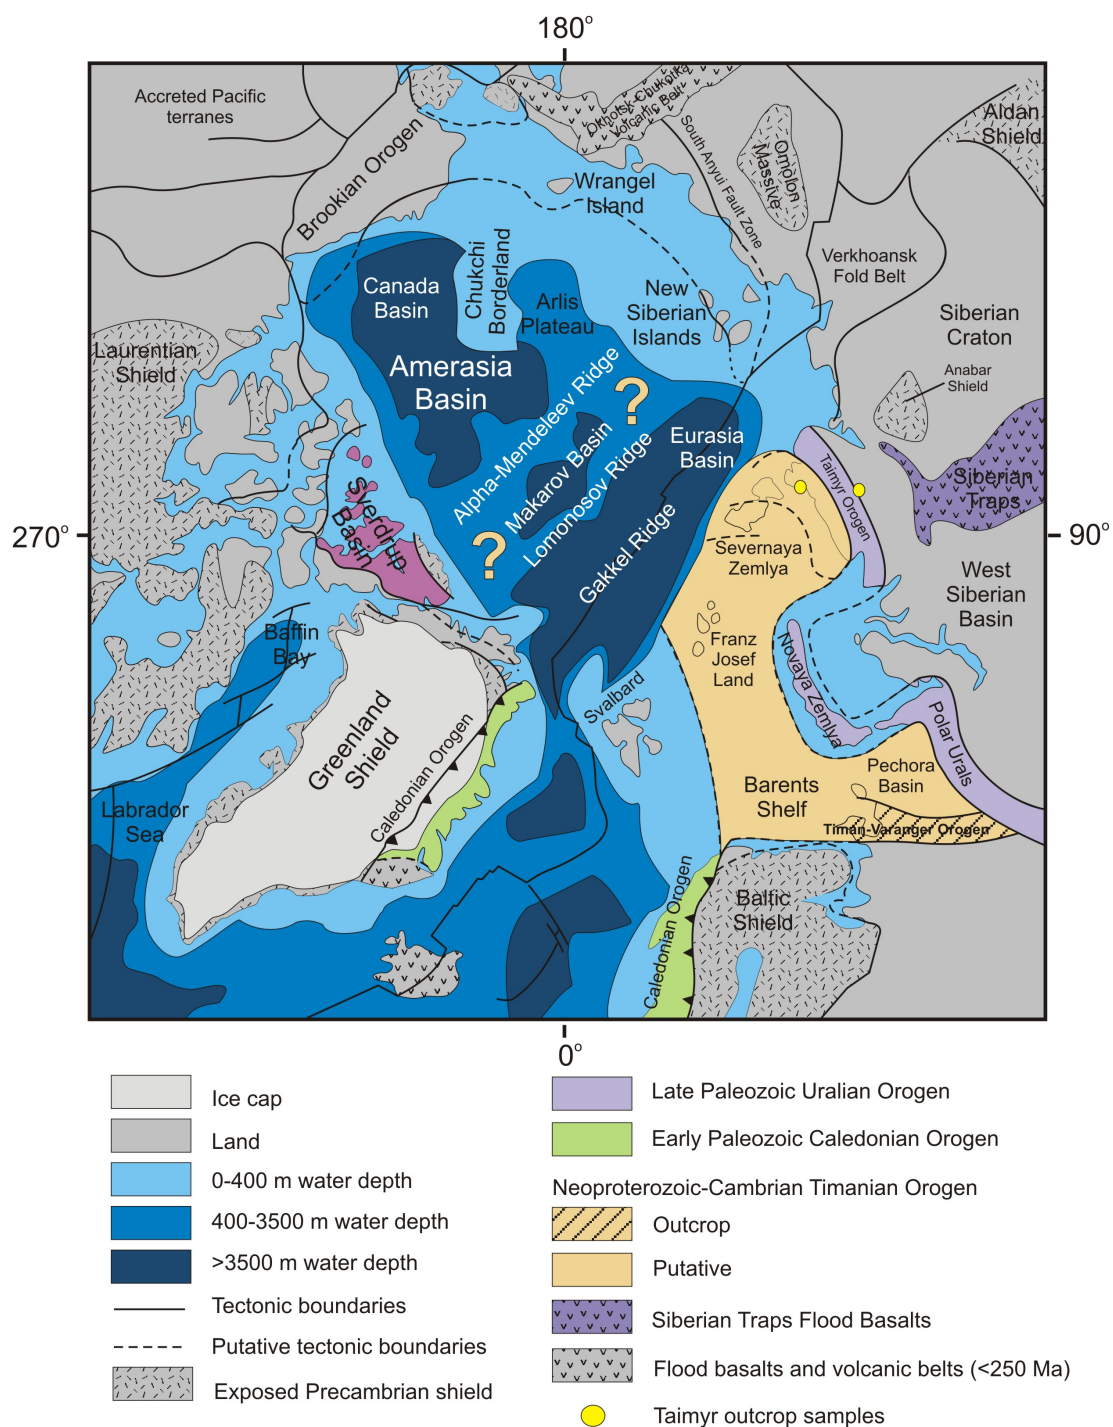 180°
Accreted Pacific
terranes
Okhotsk-Chukotka
Volcanic Belt
Aldan
Shield
Brookian Orogen
South Anyui Fault Zone
Omolon
Massive
Wrangel
Island
Verkhoansk
Fold Belt
Canada
Basin
Chukchi
Borderland
Arlis
Plateau
New
Siberian
Islands
Siberian
Craton
Laurentian
Shield
Amerasia
Basin
Anabar
Shield
Alpha-Mendeleev Ridge
?
Makarov Basin
Lomonosov Ridge
Eurasia
Basin
Taimyr Orogen
Siberian
Traps
Sverdrup
Basin
270°
90°
?
Gakkel Ridge
Severnaya
Zemlya
West
Siberian
Basin
Baffin
Bay
Franz
Josef
Land
Novaya Zemlya
Svalbard
Greenland
Shield
Caledonian Orogen
Polar Urals
Pechora
Basin
Barents
Shelf
Labrador
Sea
Timan-Varanger Orogen
Caledonian Orogen
Baltic
Shield
0°
Ice cap
Land
0-400 m water depth
400-3500 m water depth
>3500 m water depth
Tectonic boundaries
Putative tectonic boundaries
Exposed Precambrian shield
Late Paleozoic Uralian Orogen
Early Paleozoic Caledonian Orogen
Neoproterozoic-Cambrian Timanian Orogen
Outcrop
Putative
Siberian Traps Flood Basalts
Flood basalts and volcanic belts (<250 Ma)
Taimyr outcrop samples